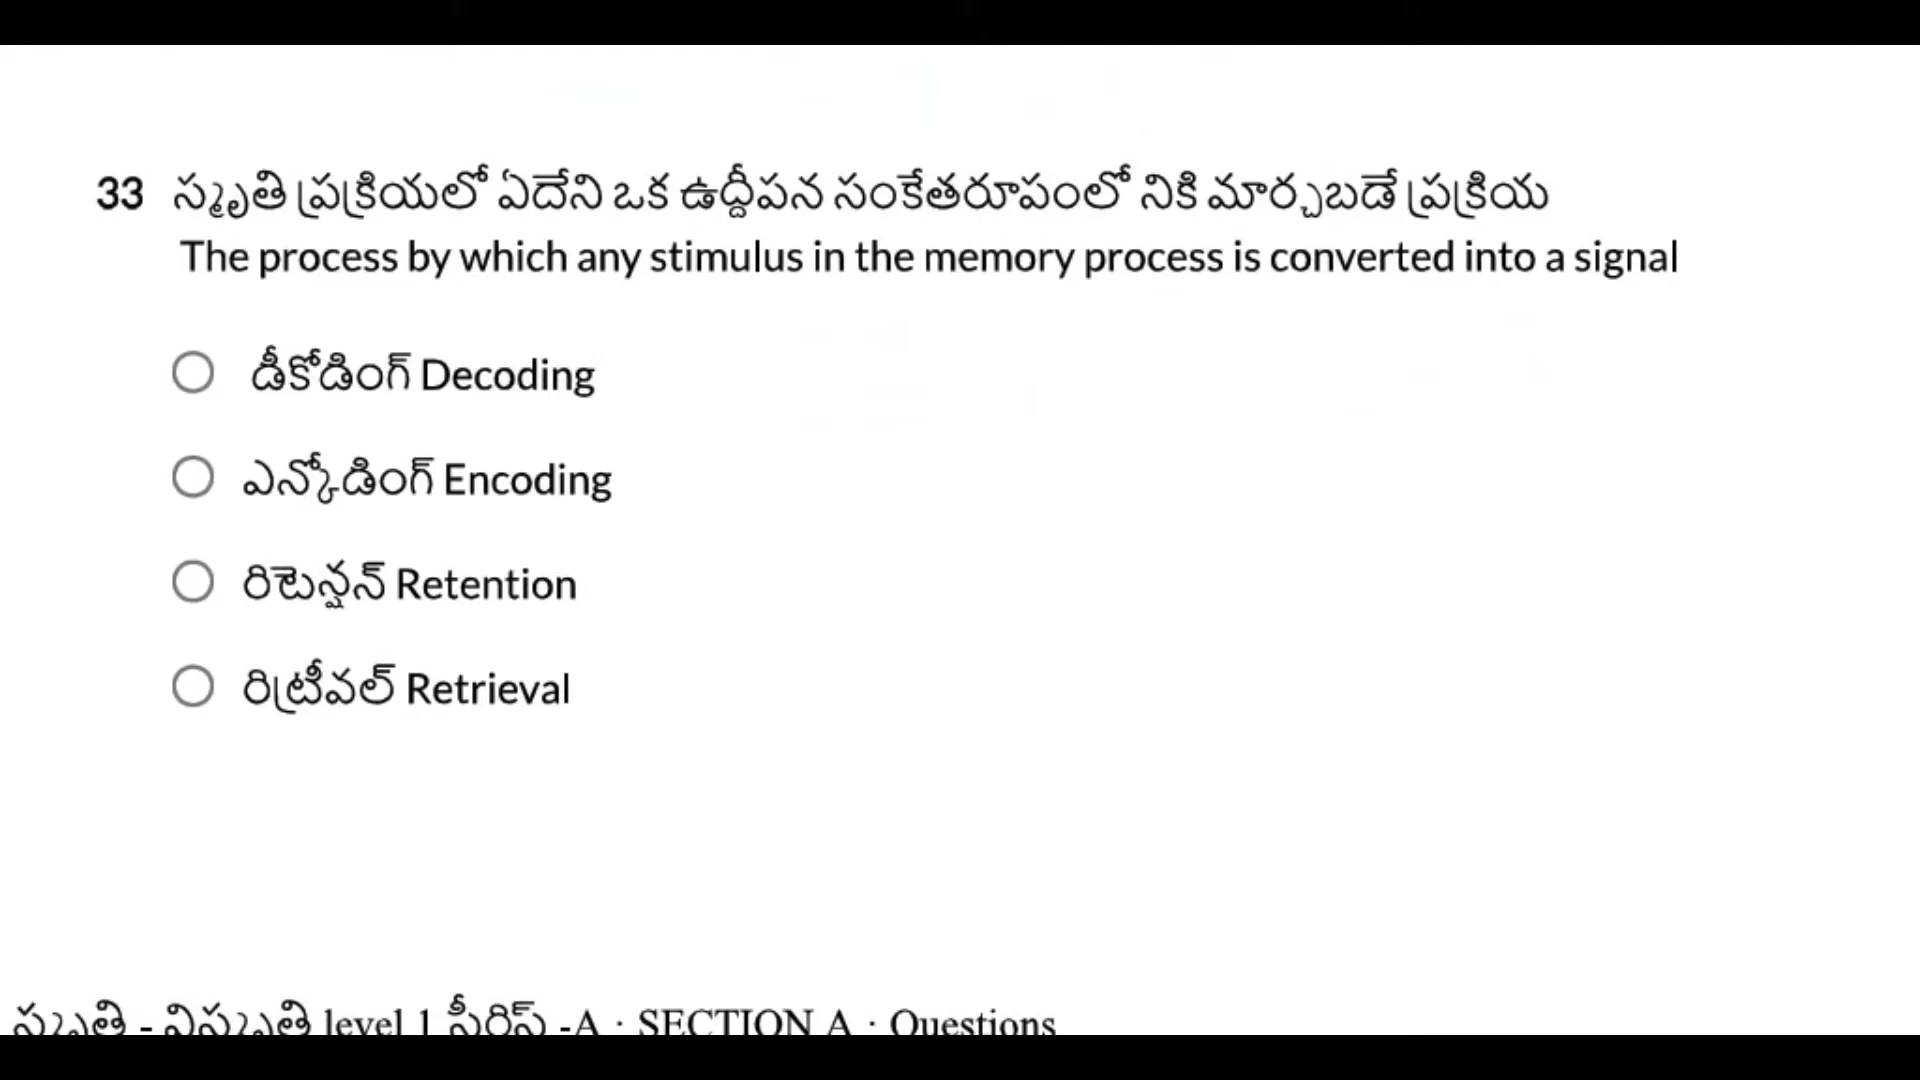 33 స్మృతి ప్రక్రియలో ఏదేని ఒక ఉద్దీపన సంకేతరూపంలో నికి మార్చబడే ప్రక్రియ
The process by which any stimulus in the memory process is converted into a signal
డీకోడింగ్ Decoding
ఎన్కోడింగ్ Encoding
రిటెన్షన్ Retention
రిట్రీవల్ Retrieval
స్మృతి - విస్మృతి level 1 సీరిస్ -A · SECTION A · Questions